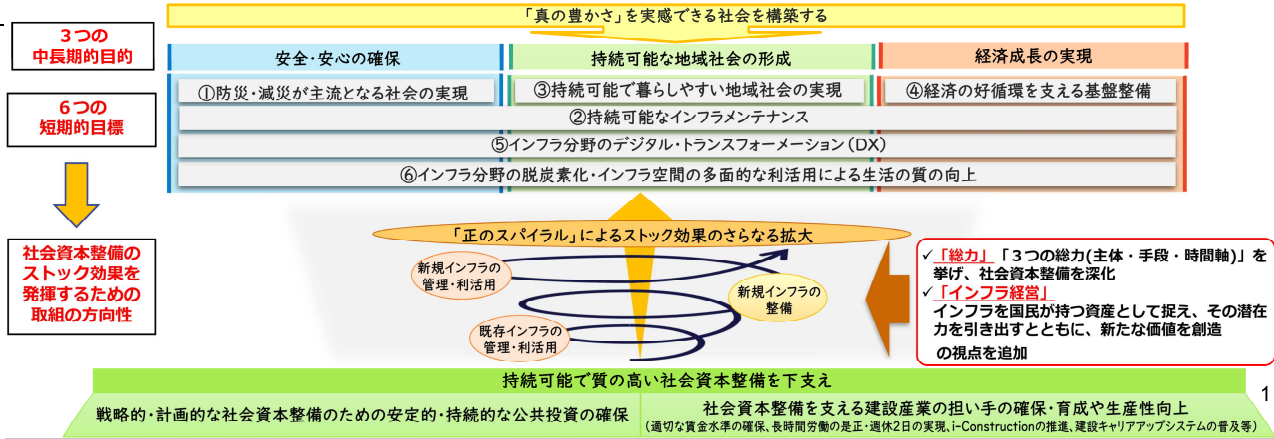 「真の豊かさ」を実感できる社会を構築する
３つの
中長期的目的
安全・安心の確保
持続可能な地域社会の形成
経済成長の実現
６つの
短期的目標
①防災・減災が主流となる社会の実現
③持続可能で暮らしやすい地域社会の実現
④経済の好循環を支える基盤整備
②持続可能なインフラメンテナンス
⑤インフラ分野のデジタル・トランスフォーメーション（DX）
⑥インフラ分野の脱炭素化・インフラ空間の多面的な利活用による生活の質の向上
社会資本整備の
ストック効果を
発揮するための
取組の方向性
「正のスパイラル」によるストック効果のさらなる拡大
新規インフラの
管理・利活用
新規インフラの
整備
既存インフラの
管理・利活用
✓「総力」「３つの総力(主体・手段・時間軸)」を
挙げ、社会資本整備を深化
✓「インフラ経営」
インフラを国民が持つ資産として捉え、その潜在
力を引き出すとともに、新たな価値を創造
の視点を追加
持続可能で質の高い社会資本整備を下支え
戦略的・計画的な社会資本整備のための安定的・持続的な公共投資の確保
社会資本整備を支える建設産業の担い手の確保・育成や生産性向上
（適切な賃金水準の確保、長時間労働の是正・週休2日の実現、i-Constructionの推進、建設キャリアアップシステムの普及等）
1